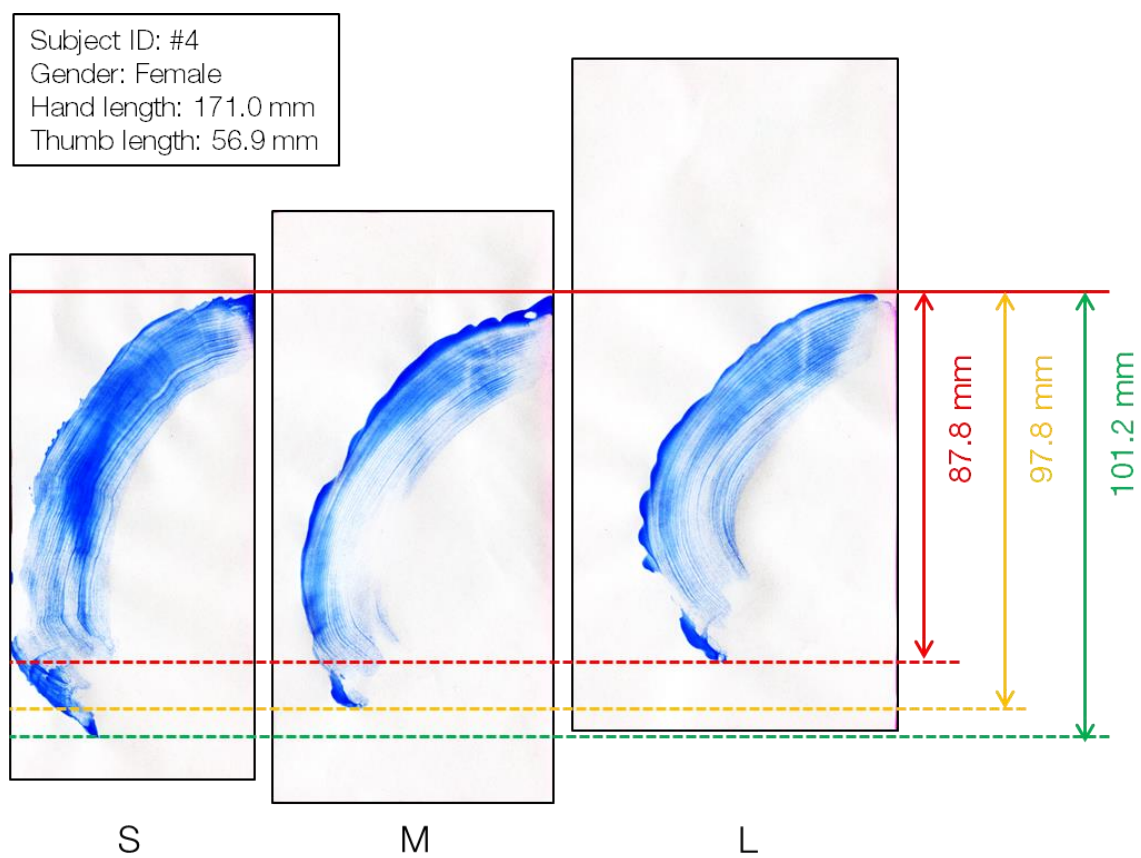 Subject ID: #4
Gender: Female
Hand length: 171.0 mm
Thumb length: 56.9 mm
87.8 mm
97.8 mm
101.2 mm
S
M
L